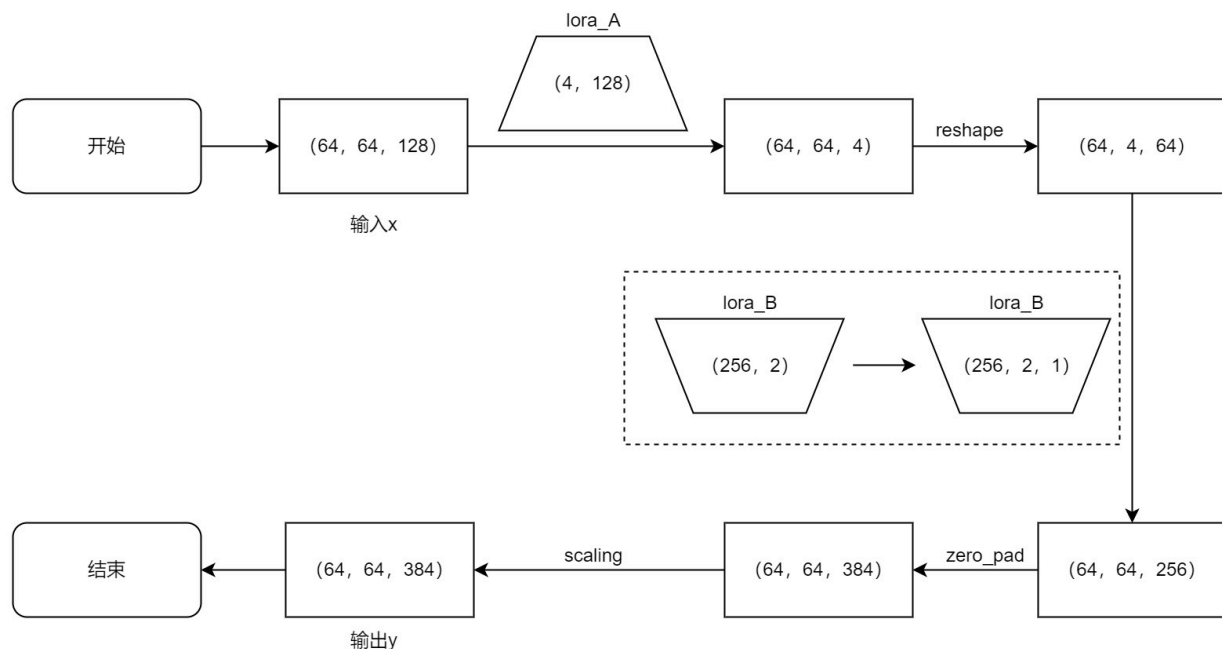 lora_A
(4, 128)
开始
(64, 64, 128)
(64, 64, 4)
reshape
(64, 4, 64)
输入x
lora_B
lora_B
(256, 2)
(256, 2, 1)
结束
(64, 64, 384)
scaling
(64, 64, 384)
zero_pad
(64, 64, 256)
输出y